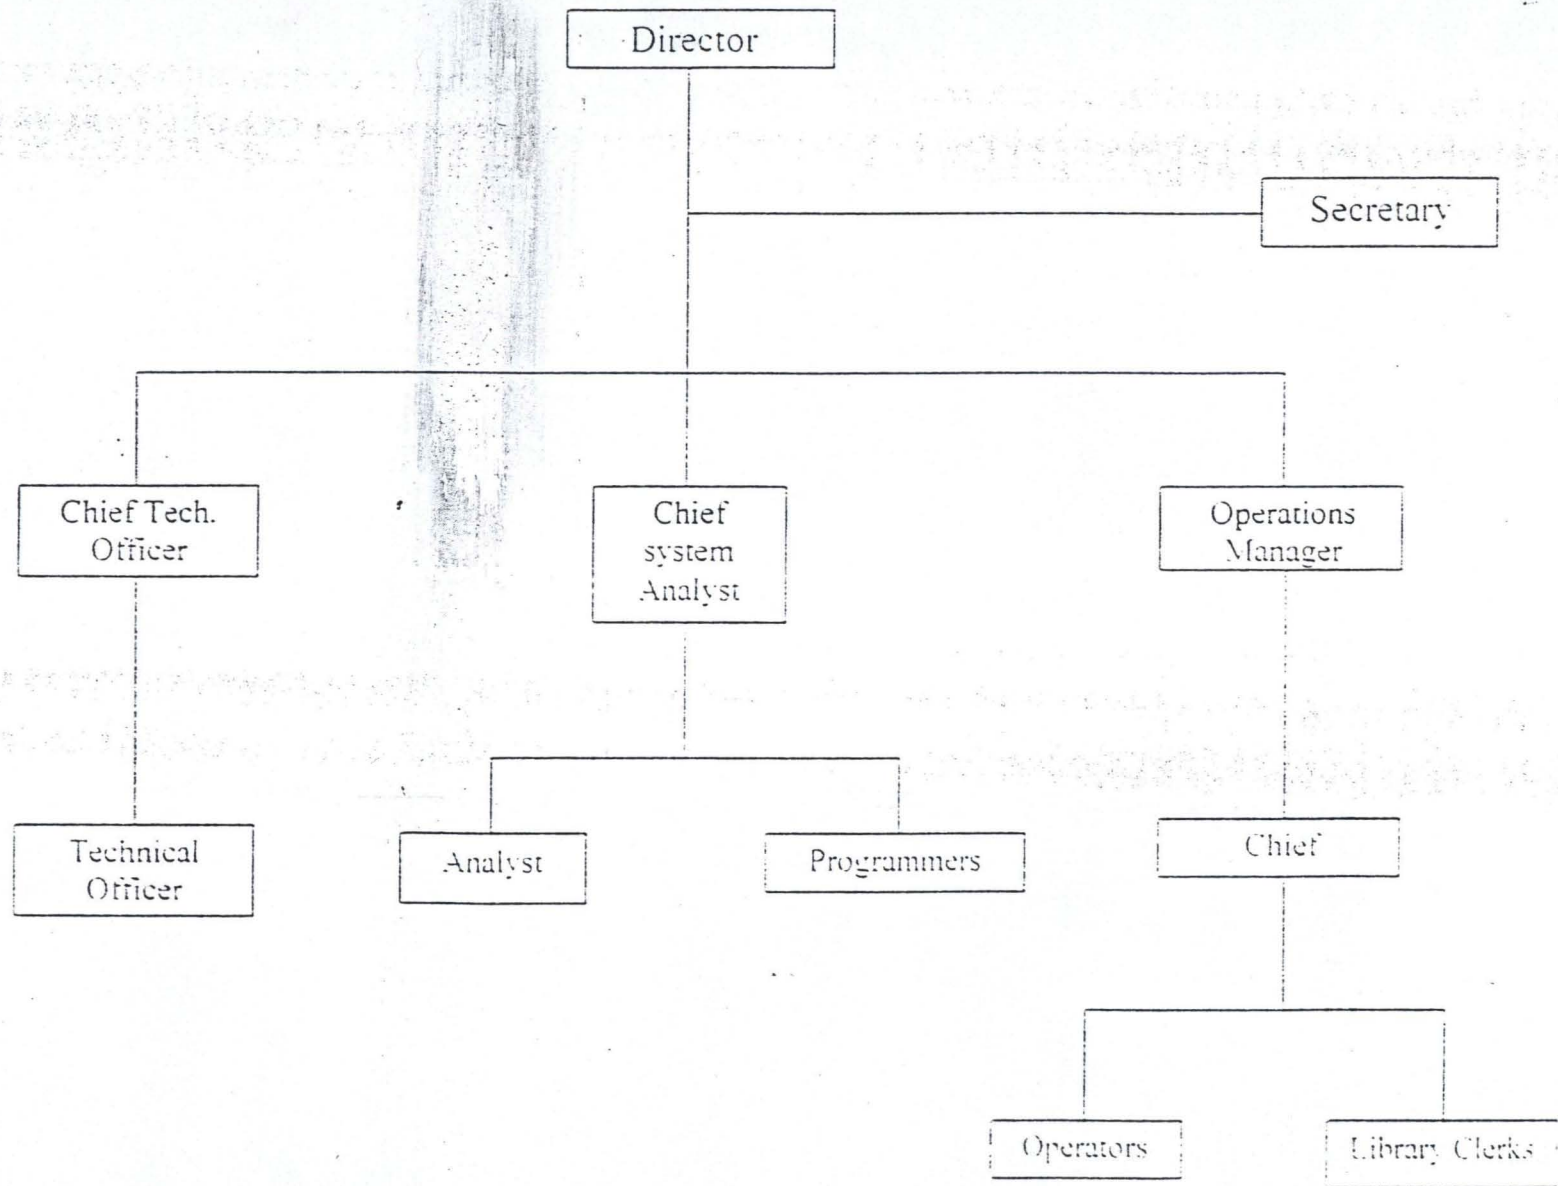 Director
Secretary
Chief Tech.
Officer
Chief
system
Analyst
Operations
Manager
Technical
Officer
Analyst
Programmers
Chief
Operators
Library Clerks